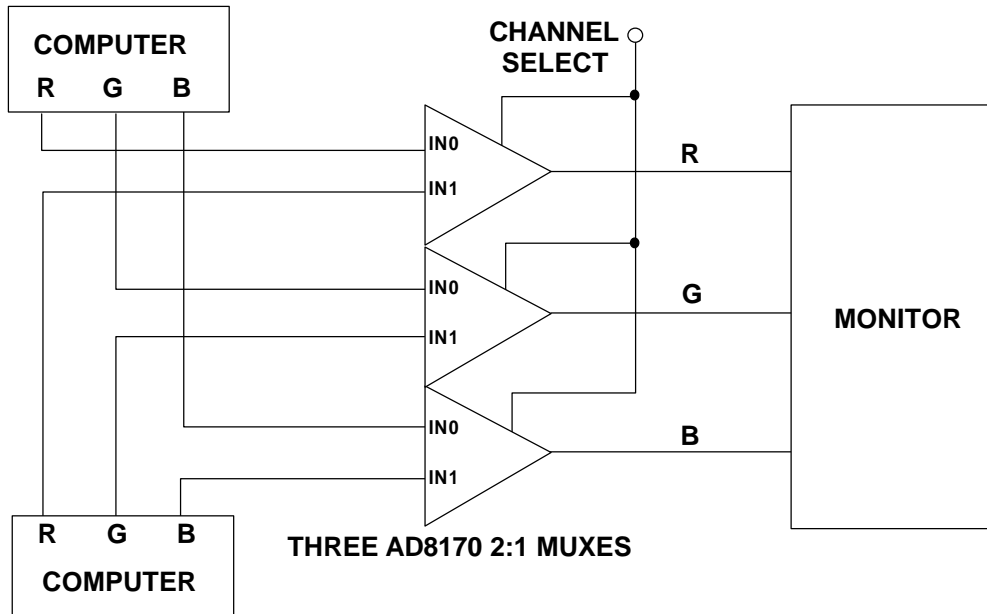 COMPUTER
R G B
CHANNEL
SELECT
IN0
IN1
R
IN0
IN1
G
MONITOR
IN0
IN1
B
R G B
COMPUTER
THREE AD8170 2:1 MUXES